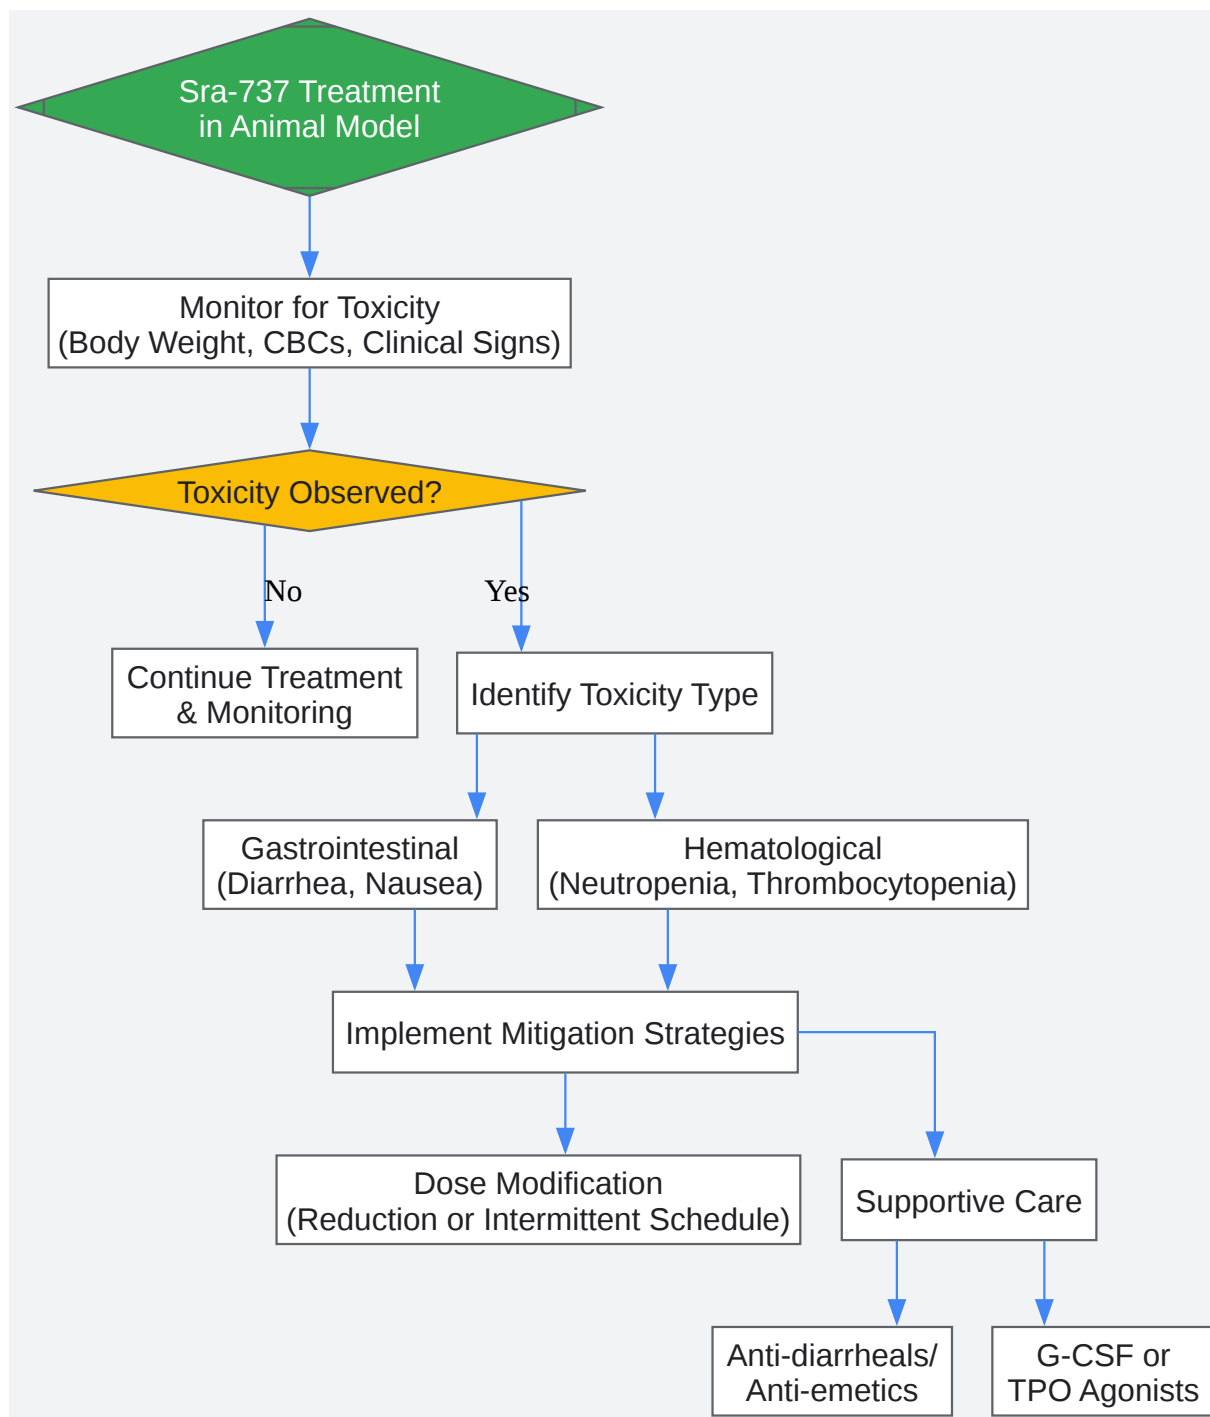 Sra-737 Treatment
in Animal Model
Monitor for Toxicity
(Body Weight, CBCs, Clinical Signs)
Toxicity Observed?
No
Yes
Continue Treatment
& Monitoring
Identify Toxicity Type
Gastrointestinal
(Diarrhea, Nausea)
Hematological
(Neutropenia, Thrombocytopenia)
Implement Mitigation Strategies
Dose Modification
(Reduction or Intermittent Schedule)
Supportive Care
Anti-diarrheals/
Anti-emetics
G-CSF or
TPO Agonists